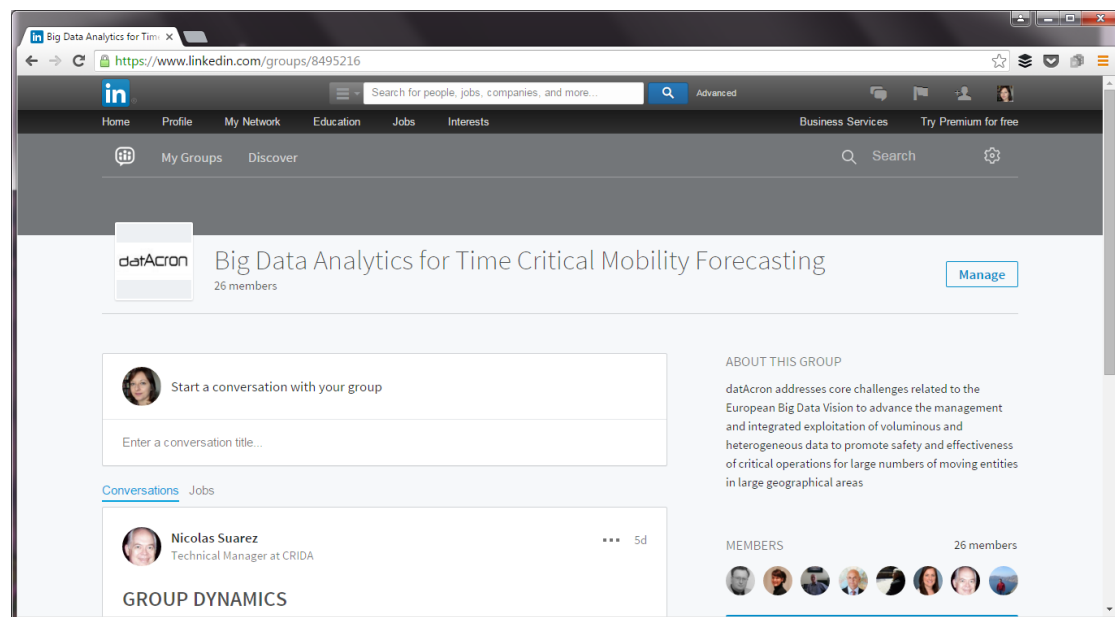 Big Data Analytics for Tim
https://www.linkedin.com/groups/8495216
in
Search for people, jobs, companies, and more...
Advanced
Home Profile My Network Education Jobs Interests Business Services Try Premium for free
My Groups Discover Search
datAcron
Big Data Analytics for Time Critical Mobility Forecasting
26 members
Manage
Start a conversation with your group
Enter a conversation title...
Conversations Jobs
Nicolas Suarez
Technical Manager at CRIDA
5d
GROUP DYNAMICS
ABOUT THIS GROUP
datAcron addresses core challenges related to the
European Big Data Vision to advance the management
and integrated exploitation of voluminous and
heterogeneous data to promote safety and effectiveness
of critical operations for large numbers of moving entities
in large geographical areas
MEMBERS 26 members